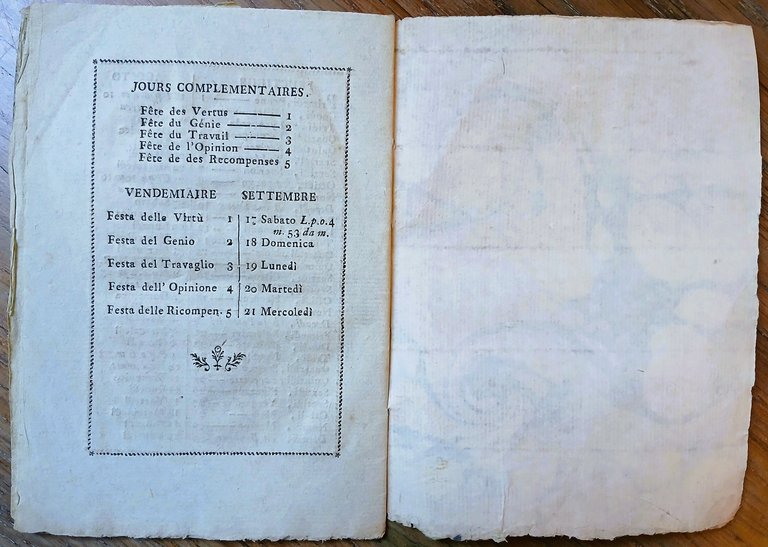 JOURS COMPLEMENTAIRES.
Fête des Vertus ——— 1
Fête du Génie ——— 2
Fête du Travail ——— 3
Fête de l'Opinion —— 4
Fête de des Recompenses 5
VENDEMIAIRE SETTEMBRE
Festa delle Virtù 1 17 Sabato L.p.o.4
m. 53 da m.
Festa del Genio 2 18 Domenica
Festa del Travaglio 3 19 Lunedì
Festa dell' Opinione 4 20 Martedì
Festa delle Ricompen. 5 21 Mercoledì